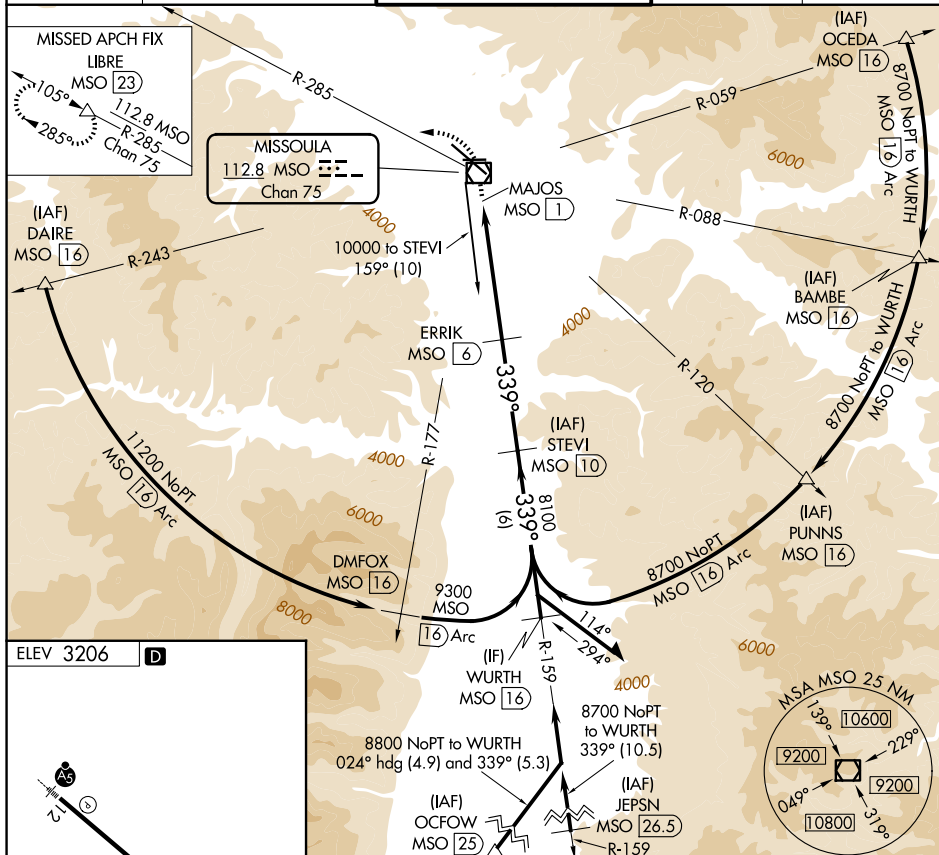 MISSED APCH FIX
LIBRE
MSO 23
105°
285°
112.8 MSO
R-285
Chan 75
R-285
(IAF)
OCEDA
MSO 16
R-059
8700 NoPT to WURTH
MSO 16 Arc
6000
MISSOULA
112.8 MSO
Chan 75
MAJOS
MSO 1
R-088
4000
10000 to STEVI
159° (10)
(IAF)
DAIRE
MSO 16
R-243
(IAF)
BAMBE
MSO 16
8700 NoPT to WURTH
MSO 16 Arc
ERRIK
MSO 6
4000
339°
R-120
R-177
(IAF)
STEVI
MSO 10
11200 NoPT
MSO 16 Arc
4000
6000
339°
8100
(6)
(IAF)
PUNNS
MSO 16
8700 NoPT
MSO 16 Arc
DMFOX
MSO 16
9300
MSO
16 Arc
8000
114°
294°
(IF)
WURTH
MSO 16
R-159
4000
6000
ELEV 3206 D
8800 NoPT to WURTH
024° hdg (4.9) and 339° (5.3)
8700 NoPT
to WURTH
339° (10.5)
(IAF)
OCFOW
MSO 25
(IAF)
JEPSN
MSO 26.5
R-159
MSA MSO 25 NM
139°
10600
229°
9200
9200
049°
10800
319°
A5
P
12